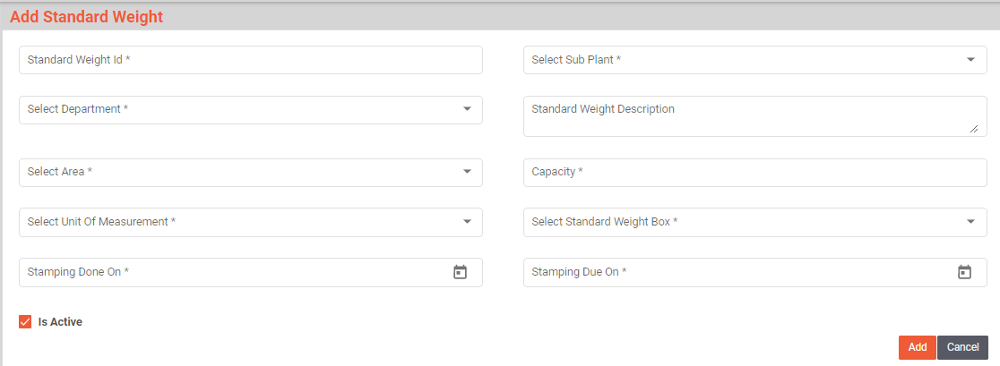 Add Standard Weight
Standard Weight Id *
Select Sub Plant *
Select Department *
Standard Weight Description
Select Area *
Capacity *
Select Unit Of Measurement *
Select Standard Weight Box *
Stamping Done On *
Stamping Due On *
Is Active
Add
Cancel